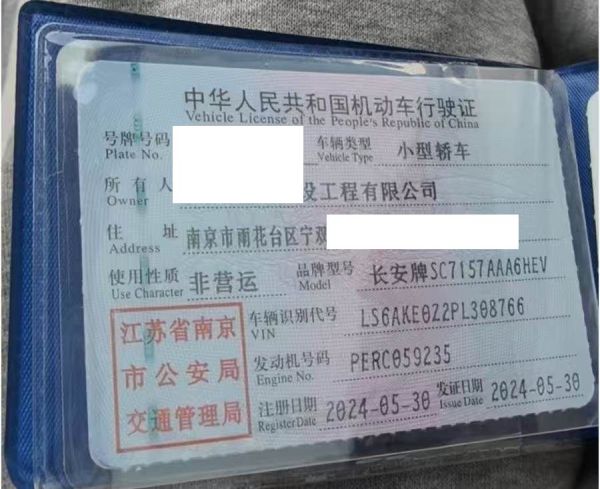 中华人民共和国机动车行驶证
Vehicle License of the People's Republic of China
号牌号码
Plate No.
车辆类型 小型轿车
Vehicle Type
所有人 设工程有限公司
Owner
住址 南京市雨花台区宁双
Address
使用性质 非营运
Use Character
品牌型号 长安牌SC7157AAA6HEV
Model
江苏省南京
市公安局
交通管理局
车辆识别代号 LS6AKE022PL308766
VIN
发动机号码 PERC059235
Engine No.
注册日期 2024-05-30
Register Date
发证日期 2024-05-30
Issue Date